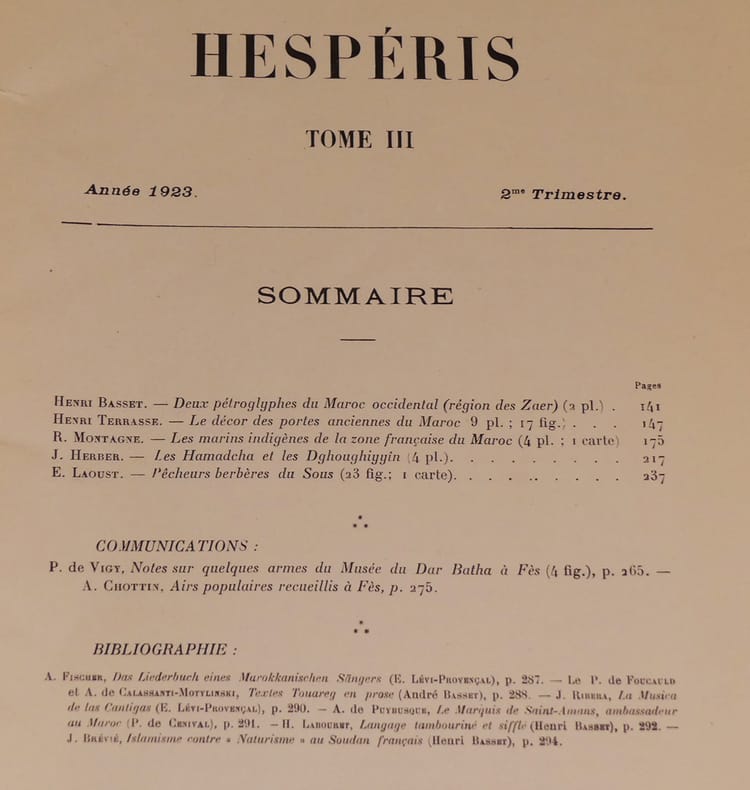 HESPÉRIS
TOME III
Année 1923.
2me Trimestre.
SOMMAIRE
Pages
HENRI BASSET. — Deux pétroglyphes du Maroc occidental (région des Zaer) (2 pl.) . 141
HENRI TERRASSE. — Le décor des portes anciennes du Maroc 9 pl. ; 17 fig.) . . . 147
R. MONTAGNE. — Les marins indigènes de la zone française du Maroc (4 pl. ; 1 carte) 175
J. HERBER. — Les Hamadcha et les Dghoughiyyin (4 pl.). . . . . . . . . 217
E. LAOUST. — Pêcheurs berbères du Sous (23 fig.; 1 carte). . . . . . . . . 237
COMMUNICATIONS :
P. de VIGY, Notes sur quelques armes du Musée du Dar Batha à Fès (4 fig.), p. 265. —
A. CHOTTIN, Airs populaires recueillis à Fès, p. 275.
BIBLIOGRAPHIE :
A. FISCHER, Das Liederbuch eines Marokkanischen Sängers (E. LÉVI-PROVENÇAL), p. 287. — Le P. de FOUCAULD
et A. de CALASSANTI-MOTYLINSKI, Textes Touareg en prose (André BASSET), p. 288. — J. RIBERA, La Musica
de las Cantigas (E. LÉVI-PROVENÇAL), p. 290. — A. de PUYBUSQUE, Le Marquis de Saint-Amans, ambassadeur
au Maroc (P. de CENIVAL), p. 291. — H. LABOURET, Langage tambouriné et sifflé (Henri BASSET), p. 292. —
J. BRÉVIÉ, Islamisme contre « Naturisme » au Soudan français (Henri BASSET), p. 294.